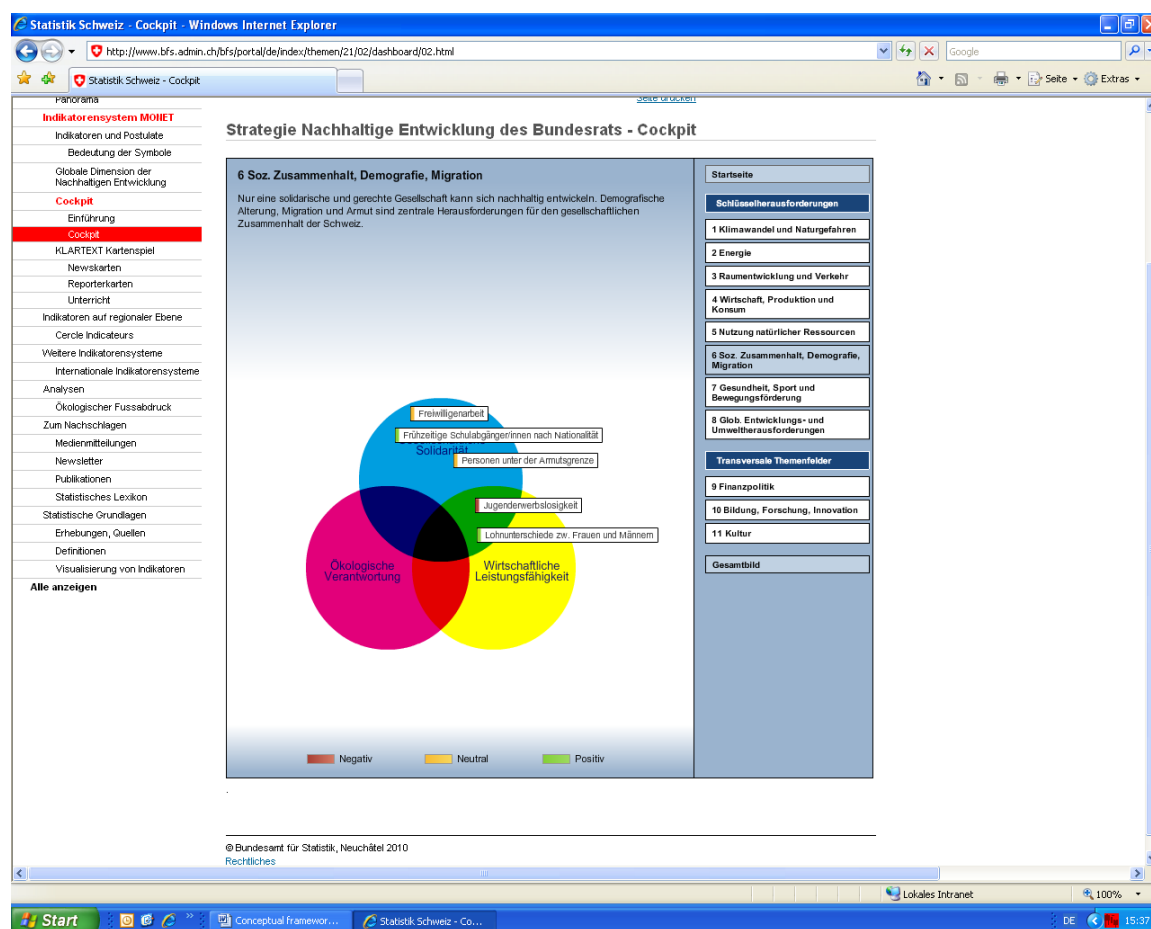 Statistik Schweiz - Cockpit - Windows Internet Explorer
http://www.bfs.admin.ch/bfs/portal/de/index/themen/21/02/dashboard/02.html
Google
Statistik Schweiz - Cockpit
Seite
Extras
Panorama
Indikatorensystem MONET
Indikatoren und Postulate
Bedeutung der Symbole
Globale Dimension der
Nachhaltigen Entwicklung
Cockpit
Einführung
Cockpit
KLARTEXT Kartenspiel
Newskarten
Reporterkarten
Unterricht
Indikatoren auf regionaler Ebene
Cercle Indicateurs
Weitere Indikatorensysteme
Internationale Indikatorensysteme
Analysen
Ökologischer Fussabdruck
Zum Nachschlagen
Medienmitteilungen
Newsletter
Publikationen
Statistisches Lexikon
Statistische Grundlagen
Erhebungen, Quellen
Definitionen
Visualisierung von Indikatoren
Alle anzeigen
Seite drucken
Strategie Nachhaltige Entwicklung des Bundesrats - Cockpit
6 Soz. Zusammenhalt, Demografie, Migration
Nur eine solidarische und gerechte Gesellschaft kann sich nachhaltig entwickeln. Demografische
Alterung, Migration und Armut sind zentrale Herausforderungen für den gesellschaftlichen
Zusammenhalt der Schweiz.
Freiwilligenarbeit
Frühzeitige Schulabgänger/innen nach Nationalität
Solidarität
Personen unter der Armutsgrenze
Jugenderwerbslosigkeit
Lohnunterschiede zw. Frauen und Männern
Ökologische
Verantwortung
Wirtschaftliche
Leistungsfähigkeit
Negativ
Neutral
Positiv
Startseite
Schlüsselherausforderungen
1 Klimawandel und Naturgefahren
2 Energie
3 Raumentwicklung und Verkehr
4 Wirtschaft, Produktion und
Konsum
5 Nutzung natürlicher Ressourcen
6 Soz. Zusammenhalt, Demografie,
Migration
7 Gesundheit, Sport und
Bewegungsförderung
8 Glob. Entwicklungs- und
Umweltherausforderungen
Transversale Themenfelder
9 Finanzpolitik
10 Bildung, Forschung, Innovation
11 Kultur
Gesamtbild
© Bundesamt für Statistik, Neuchâtel 2010
Rechtliches
Lokales Intranet
100%
Start
Conceptual framewor...
Statistik Schweiz - Co...
DE
15:37